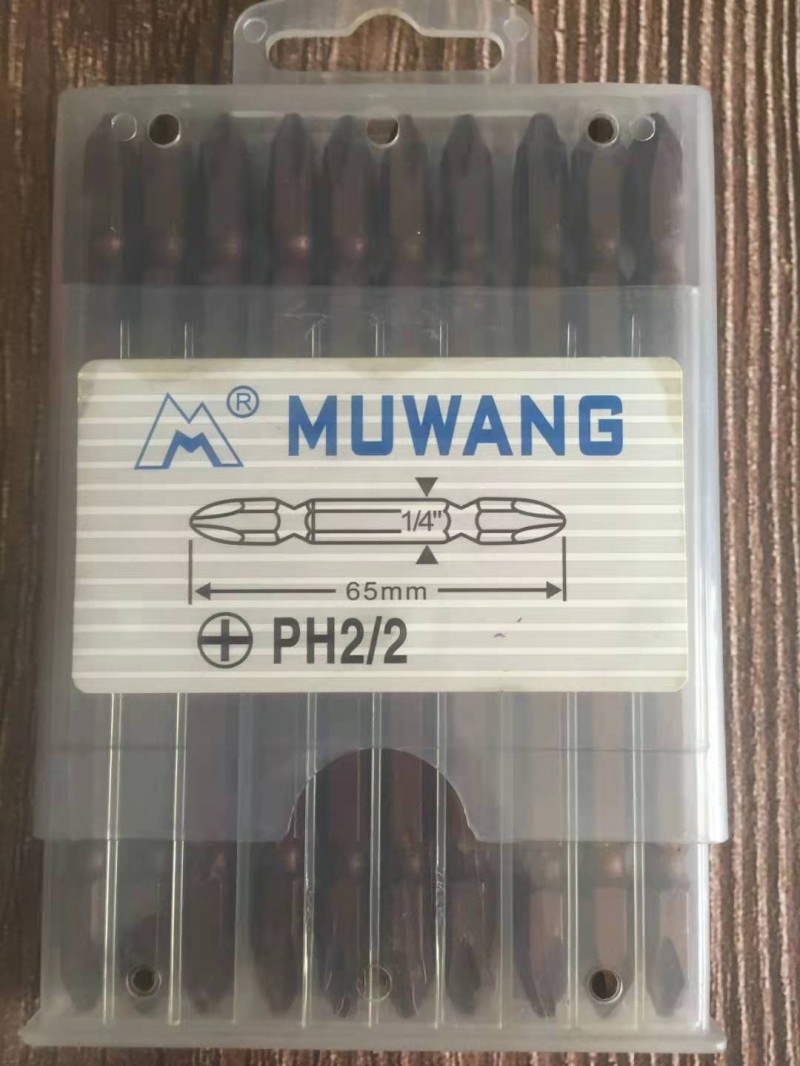 ® MUWANG
1/4"
65mm
PH2/2